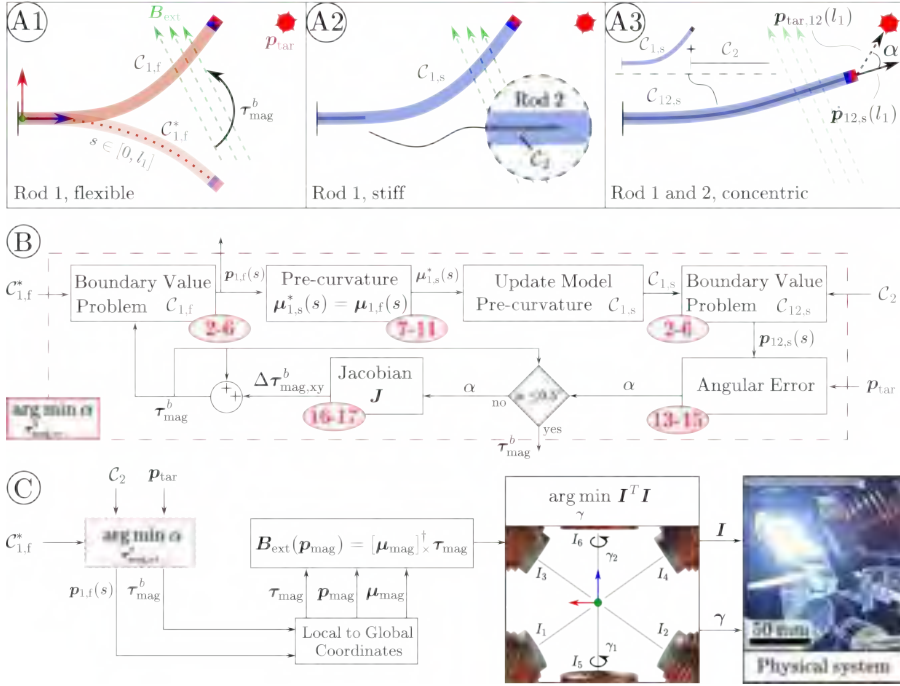 A1
B_ext
C_1,f
p_tar
τ^b_mag
C*_1,f
s ∈ [0, l_1]
Rod 1, flexible
A2
C_1,s
Rod 2
C_2
Rod 1, stiff
A3
C_1,s
+
C_2
C_12,s
p_tar,12(l_1)
α
ṗ_12,s(l_1)
Rod 1 and 2, concentric
B
C*_1,f
Boundary Value
Problem C_1,f
2-6
p_1,f(s)
Pre-curvature
μ*_1,s(s) = μ_1,f(s)
7-11
μ*_1,s(s)
Update Model
Pre-curvature C_1,s
C_1,s
Boundary Value
Problem C_12,s
2-6
C_2
p_12,s(s)
Angular Error
13-15
p_tar
α
no
yes
τ^b_mag
α
Jacobian
J
16-17
Δτ^b_mag,xy
+
+
τ^b_mag
arg min α
C
C_2
p_tar
C*_1,f
arg min α
p_1,f(s)
τ^b_mag
Local to Global
Coordinates
τ_mag
p_mag
μ_mag
B_ext(p_mag) = [μ_mag]^†_× τ_mag
arg min I^T I
γ
I_6
γ_2
I_3
I_4
I_1
I_2
I_5
γ_1
I
γ
50 mm
Physical system